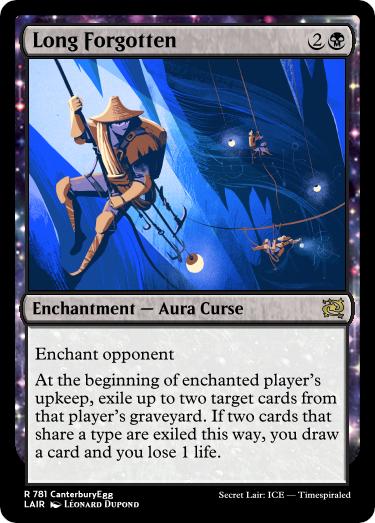 Long Forgotten 2
Enchantment — Aura Curse
Enchant opponent
At the beginning of enchanted player's
upkeep, exile up to two target cards from
that player's graveyard. If two cards that
share a type are exiled this way, you draw
a card and you lose 1 life.
R 781 CanterburyEgg
LAIR Léonard Dupond
Secret Lair: ICE — Timespiraled